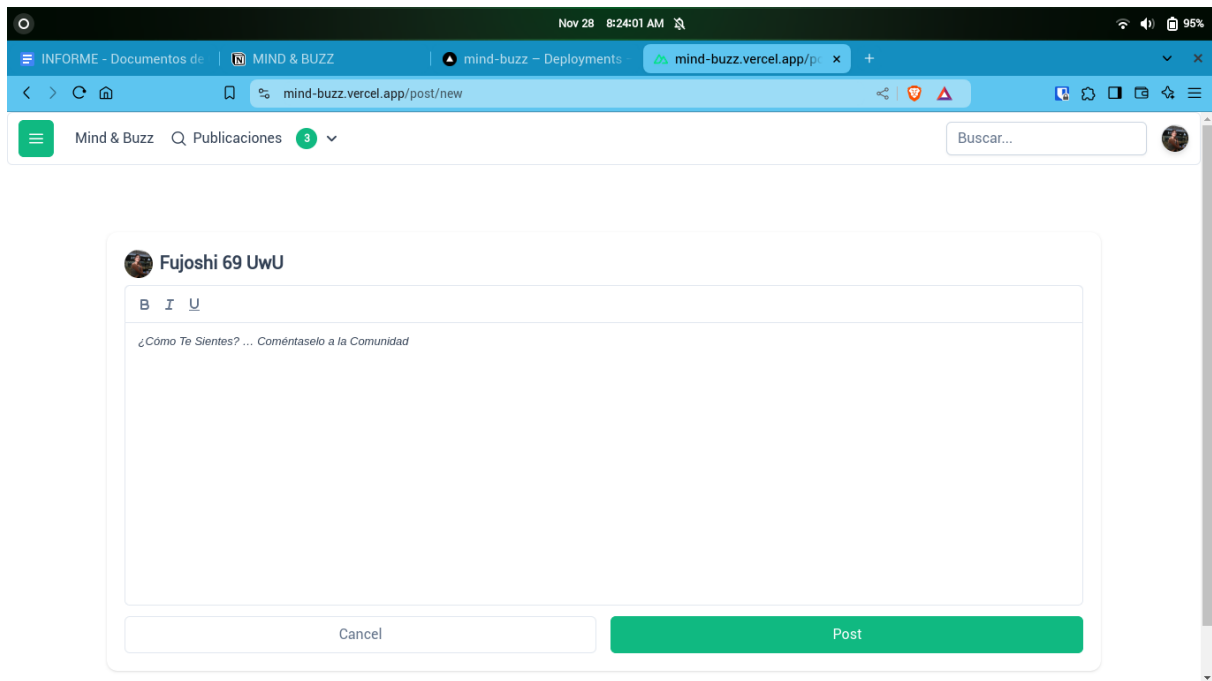 Nov 28 8:24:01 AM 95%
INFORME - Documentos de MIND & BUZZ mind-buzz – Deployments - mind-buzz.vercel.app/po
mind-buzz.vercel.app/post/new
Mind & Buzz Publicaciones 3 Buscar...
Fujoshi 69 UwU
B I U
¿Cómo Te Sientes? ... Coméntaselo a la Comunidad
Cancel Post